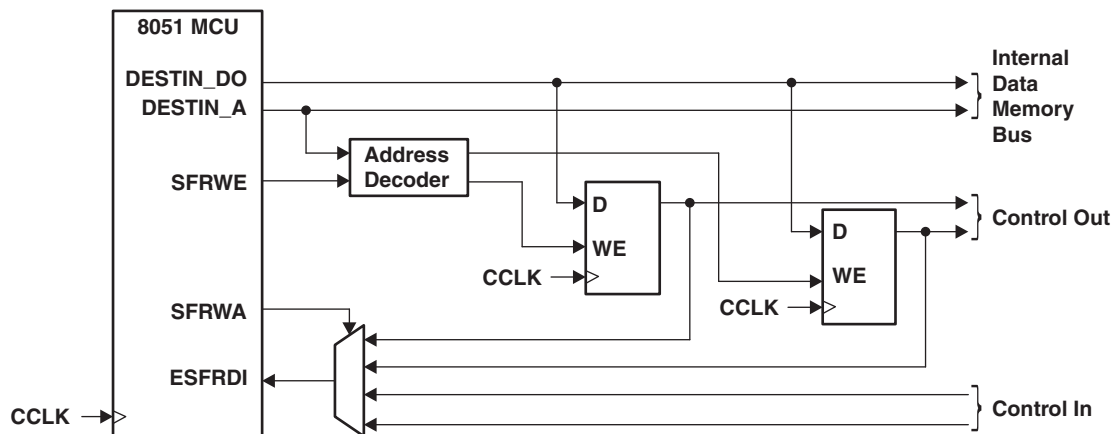 8051 MCU
DESTIN_DO
DESTIN_A
SFRWE
SFRWA
ESFRDI
CCLK
Address
Decoder
D
WE
CCLK
D
WE
CCLK
Internal
Data
Memory
Bus
Control Out
Control In